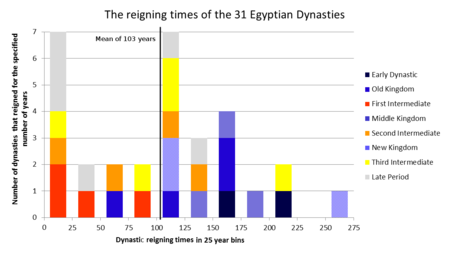 The reigning times of the 31 Egyptian Dynasties
Mean of 103 years
Number of dynasties that reigned for the specified
number of years
7
6
5
4
3
2
1
0
0
25
50
75
100
125
150
175
200
225
250
275
Dynastic reigning times in 25 year bins
Early Dynastic
Old Kingdom
First Intermediate
Middle Kingdom
Second Intermediate
New Kingdom
Third Intermediate
Late Period